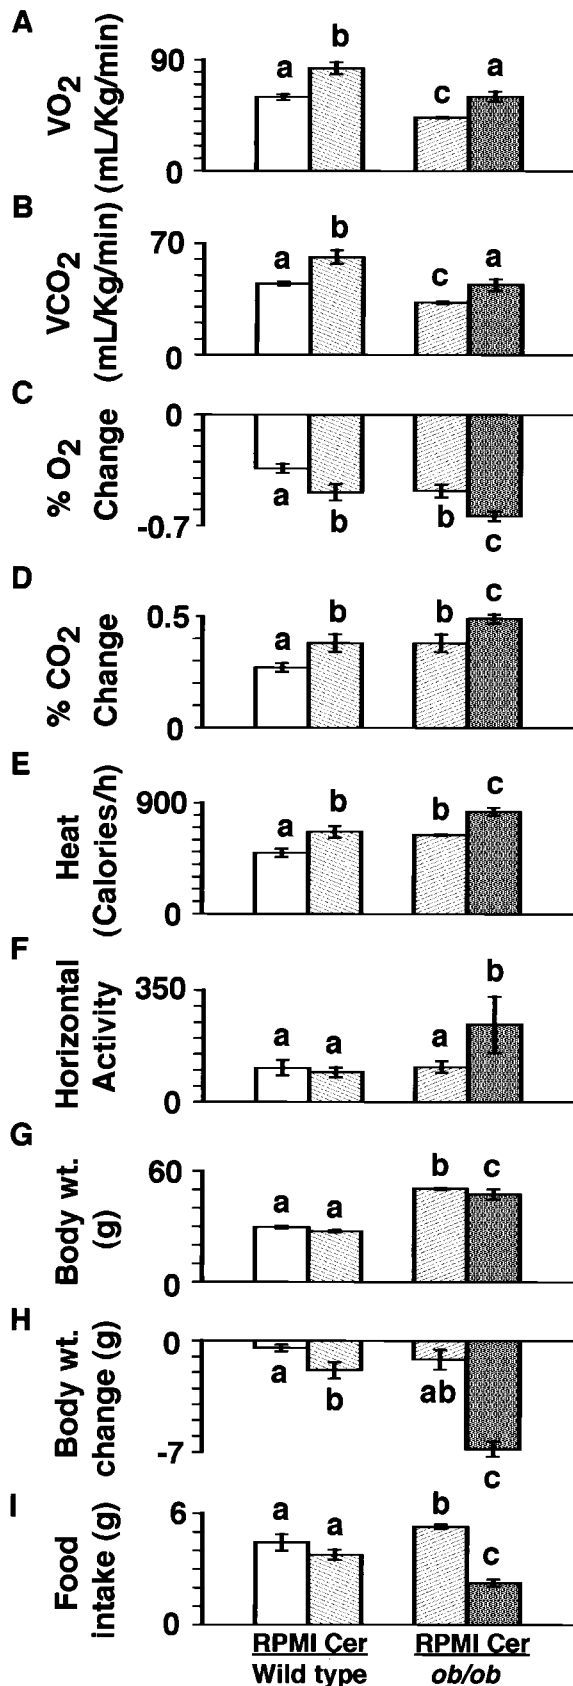 A
VO2
(mL/Kg/min)
90
0
a
b
c
a
B
VCO2
(mL/Kg/min)
70
0
a
b
c
a
C
% O2
Change
0
-0.7
a
b
b
c
D
% CO2
Change
0.5
0
a
b
b
c
E
Heat
(Calories/h)
900
0
a
b
b
c
F
Horizontal
Activity
350
0
a
a
a
b
G
Body wt.
(g)
60
0
a
a
b
c
H
Body wt.
change (g)
0
-7
a
b
ab
c
I
Food
intake (g)
6
0
a
a
b
c
RPMI Cer RPMI Cer
Wild type ob/ob